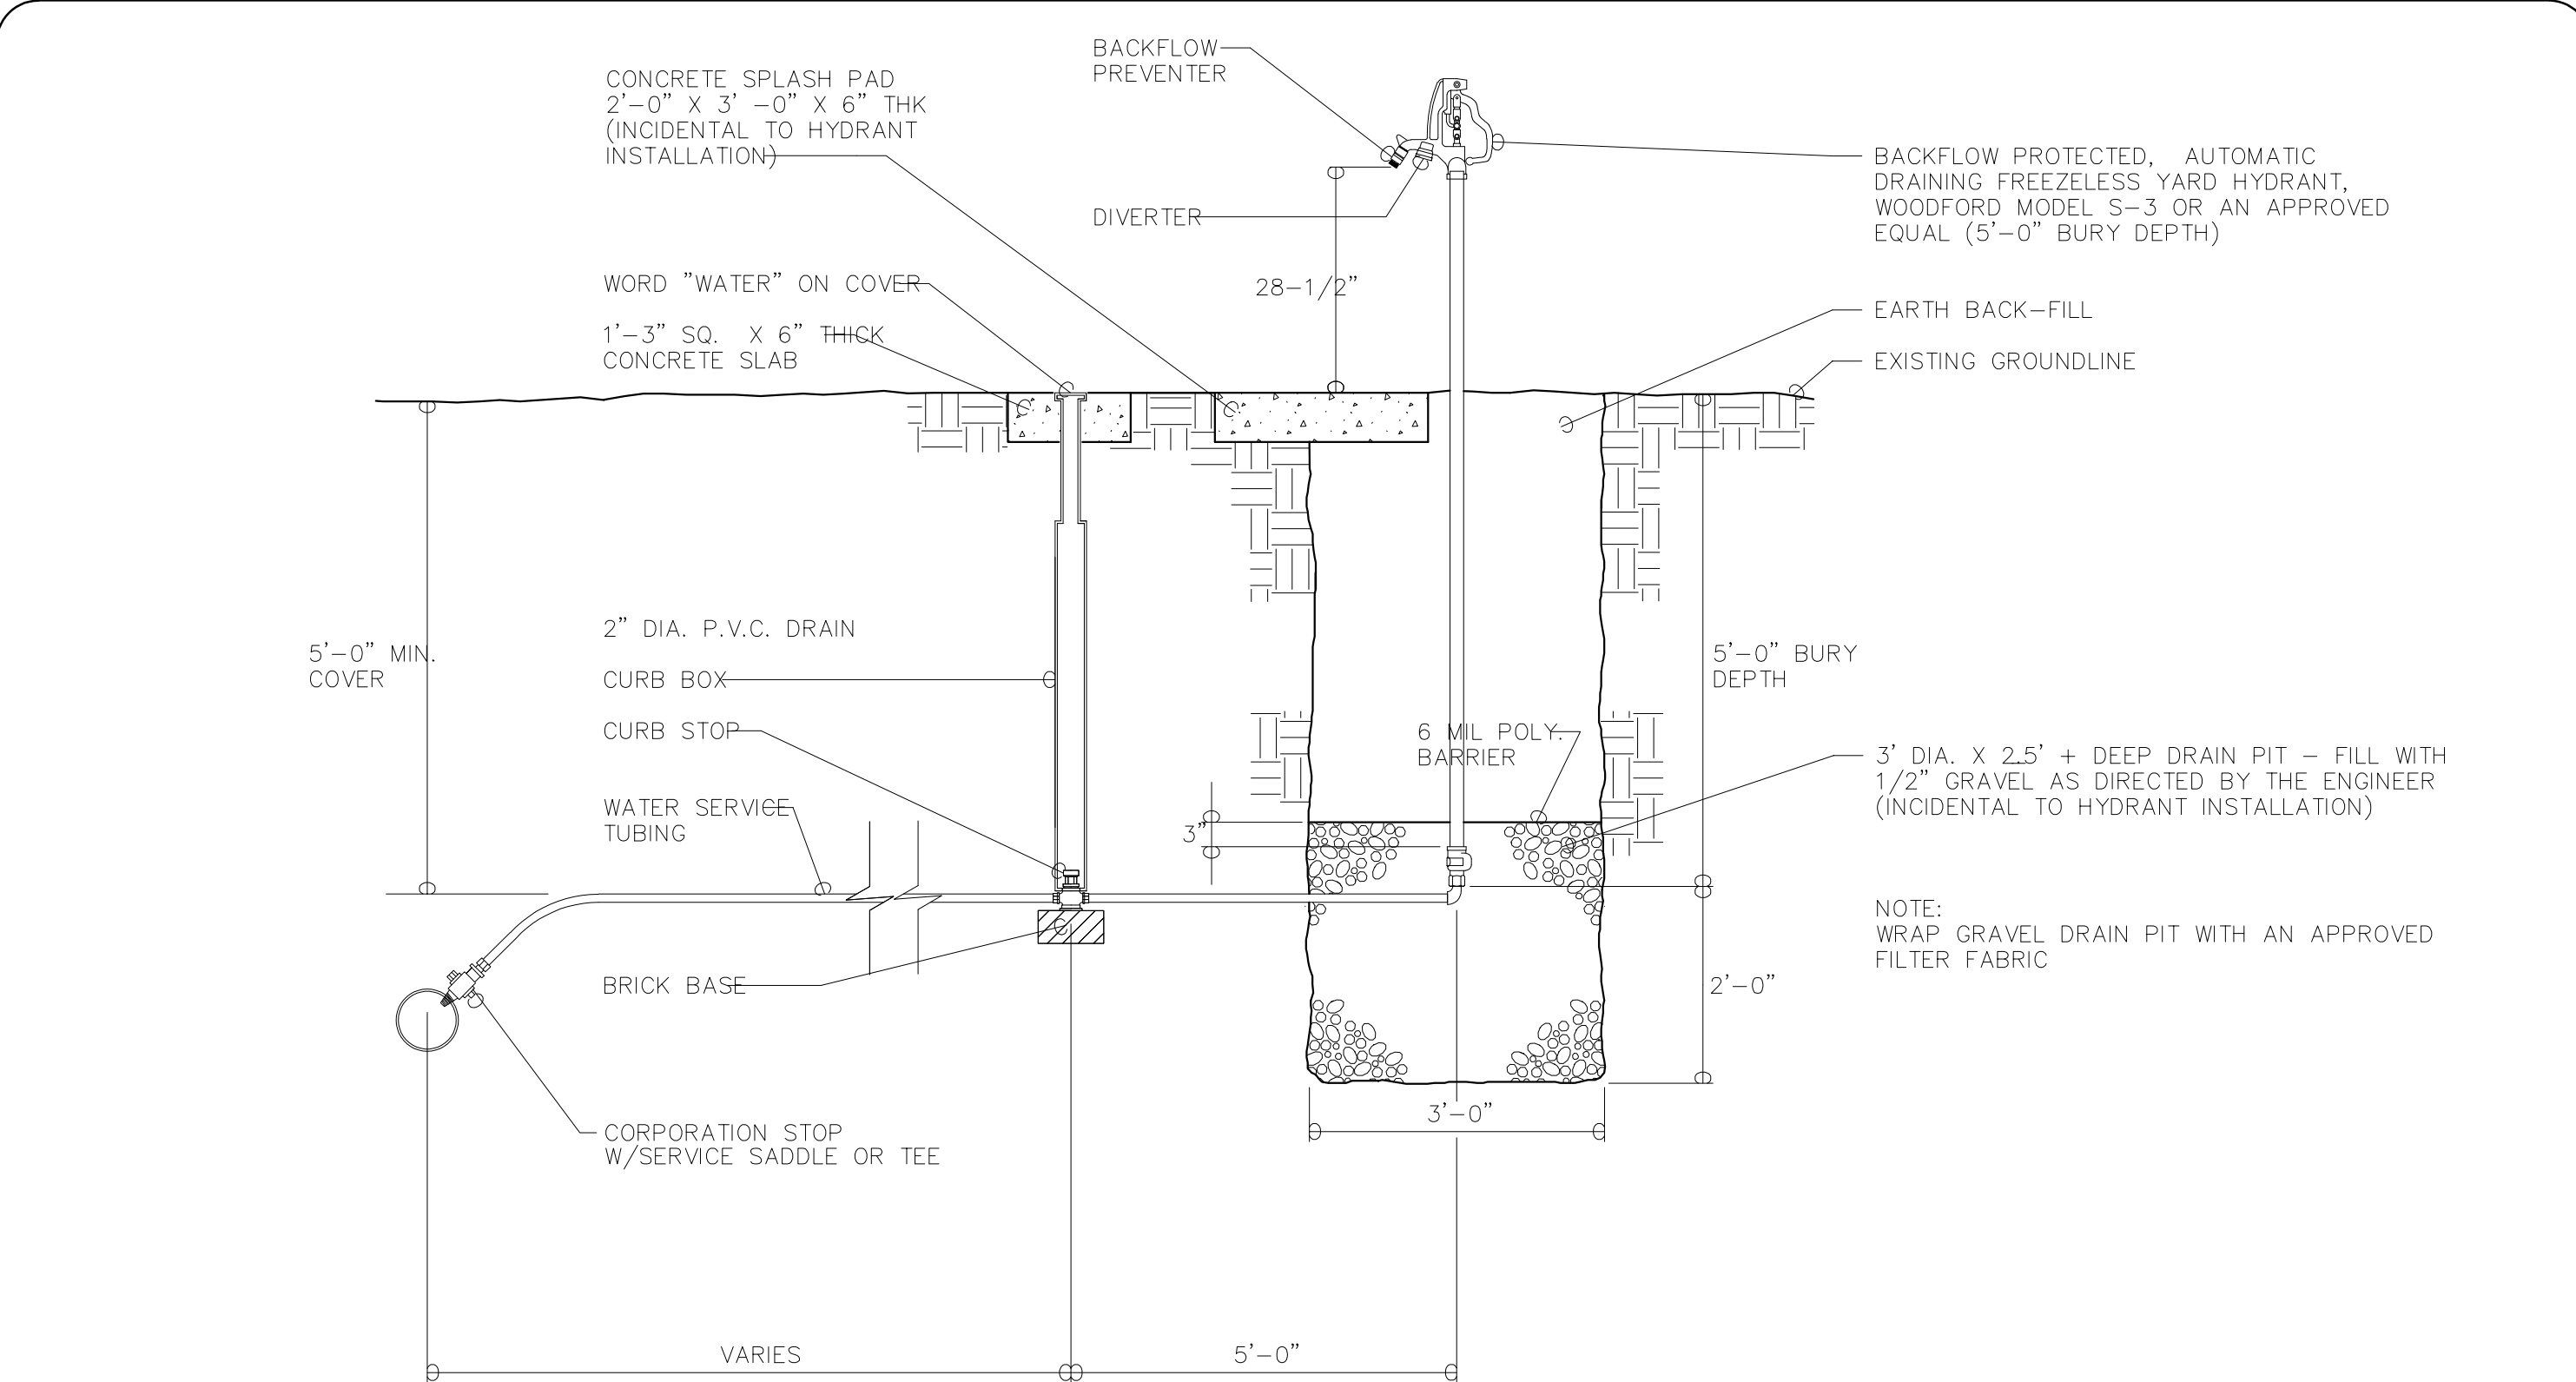 BACKFLOW
PREVENTER
CONCRETE SPLASH PAD
2'-0" X 3' -0" X 6" THK
(INCIDENTAL TO HYDRANT
INSTALLATION)
BACKFLOW PROTECTED,  AUTOMATIC
DRAINING FREEZELESS YARD HYDRANT,
WOODFORD MODEL S-3 OR AN APPROVED
EQUAL (5'-0" BURY DEPTH)
DIVERTER
28-1/2"
WORD "WATER" ON COVER
1'-3" SQ.  X 6" THICK
CONCRETE SLAB
EARTH BACK-FILL
EXISTING GROUNDLINE
2" DIA. P.V.C. DRAIN
5'-0" MIN.
COVER
CURB BOX
5'-0" BURY
DEPTH
CURB STOP
6 MIL POLY.
BARRIER
3' DIA. X 2.5' + DEEP DRAIN PIT - FILL WITH
1/2" GRAVEL AS DIRECTED BY THE ENGINEER
(INCIDENTAL TO HYDRANT INSTALLATION)
WATER SERVICE
TUBING
3"
NOTE:
WRAP GRAVEL DRAIN PIT WITH AN APPROVED
FILTER FABRIC
BRICK BASE
2'-0"
3'-0"
CORPORATION STOP
W/SERVICE SADDLE OR TEE
VARIES
5'-0"